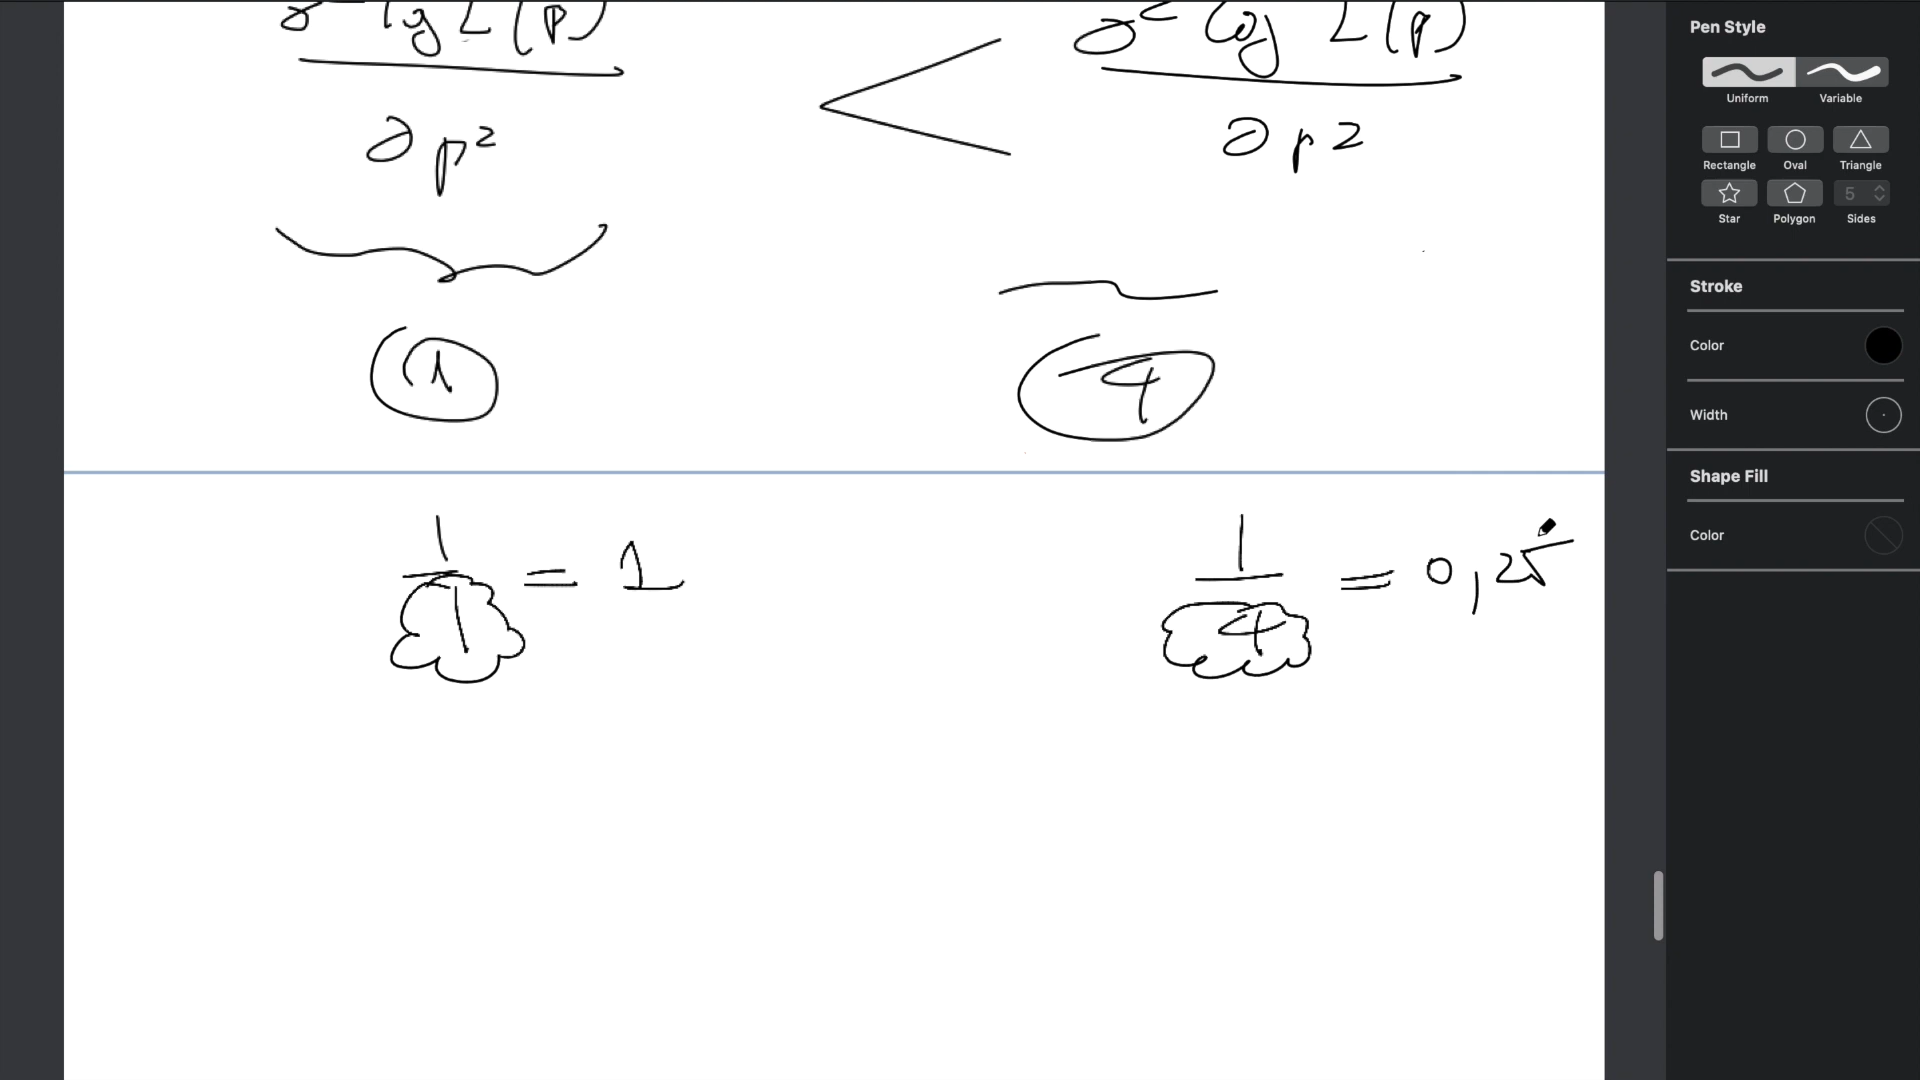 ∂² log L(p) < ∂² log L(p)
∂p² ∂p²
1 4
1/1 = 1 1/4 = 0,25
Pen Style
Uniform Variable
Rectangle Oval Triangle
5
Star Polygon Sides
Stroke
Color
Width
Shape Fill
Color